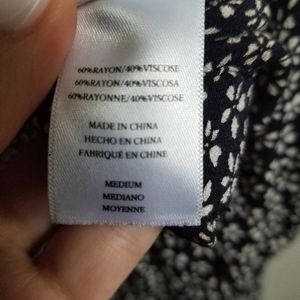 60%RAYON/40%VISCOSE
60%RAYON/40%VISCOSA
60%RAYONNE/40%VISCOSE
MADE IN CHINA
HECHO EN CHINA
FABRIQUÉ EN CHINE
MEDIUM
MEDIANO
MOYENNE